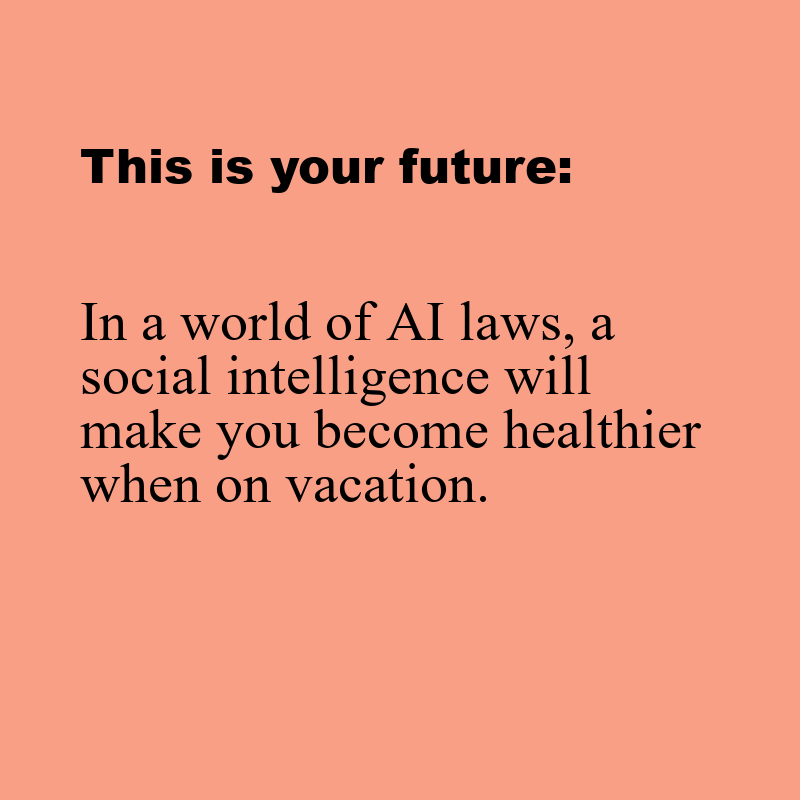 This is your future:
In a world of AI laws, a
social intelligence will
make you become healthier
when on vacation.